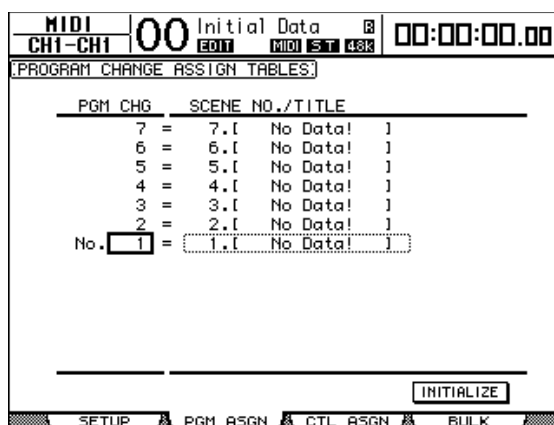 MIDI
CH1-CH1
00 Initial Data R
EDIT MIDI ST 48K
00:00:00.00
PROGRAM CHANGE ASSIGN TABLES
PGM CHG SCENE NO./TITLE
7 = 7.[ No Data! ]
6 = 6.[ No Data! ]
5 = 5.[ No Data! ]
4 = 4.[ No Data! ]
3 = 3.[ No Data! ]
2 = 2.[ No Data! ]
No. 1 = 1.[ No Data! ]
INITIALIZE
SETUP PGM ASGN CTL ASGN BULK